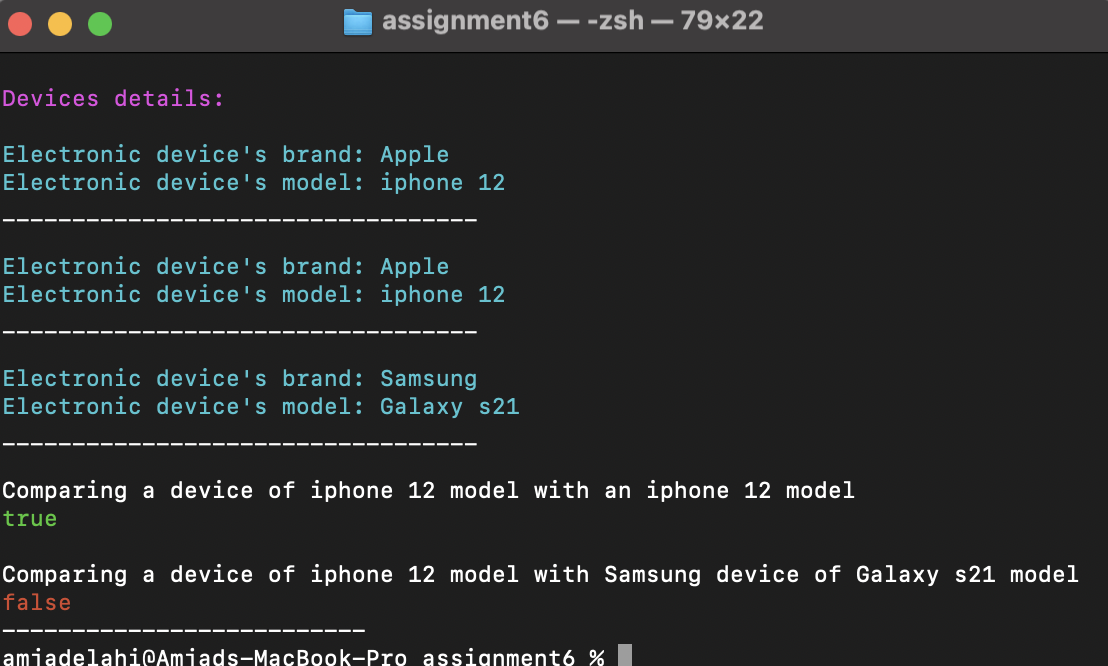 assignment6 — -zsh — 79×22
Devices details:
Electronic device's brand: Apple
Electronic device's model: iphone 12
----------------------------------
Electronic device's brand: Apple
Electronic device's model: iphone 12
----------------------------------
Electronic device's brand: Samsung
Electronic device's model: Galaxy s21
----------------------------------
Comparing a device of iphone 12 model with an iphone 12 model
true
Comparing a device of iphone 12 model with Samsung device of Galaxy s21 model
false
--------------------------
amjadelahi@Amjads-MacBook-Pro assignment6 %